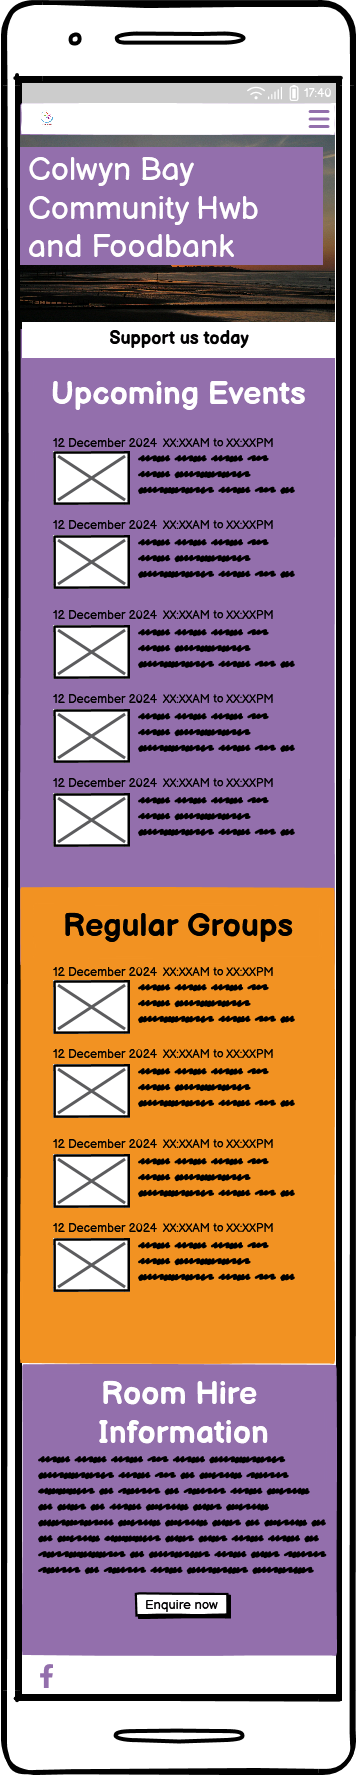 17:40
Colwyn Bay
Community Hwb
and Foodbank
Support us today
Upcoming Events
12 December 2024 XX:XXAM to XX:XXPM
12 December 2024 XX:XXAM to XX:XXPM
12 December 2024 XX:XXAM to XX:XXPM
12 December 2024 XX:XXAM to XX:XXPM
12 December 2024 XX:XXAM to XX:XXPM
Regular Groups
12 December 2024 XX:XXAM to XX:XXPM
12 December 2024 XX:XXAM to XX:XXPM
12 December 2024 XX:XXAM to XX:XXPM
12 December 2024 XX:XXAM to XX:XXPM
Room Hire
Information
Enquire now